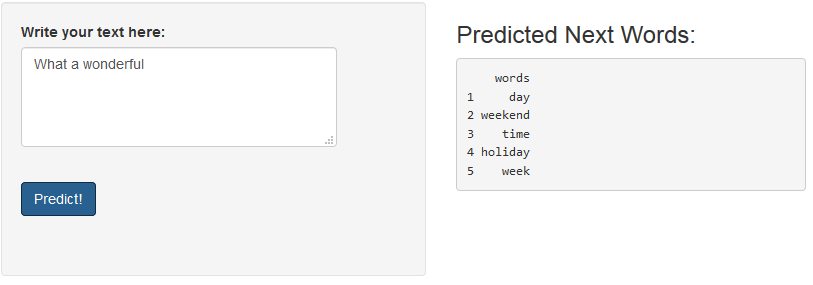 Write your text here:
What a wonderful
Predict!
Predicted Next Words:
words
1 day
2 weekend
3 time
4 holiday
5 week